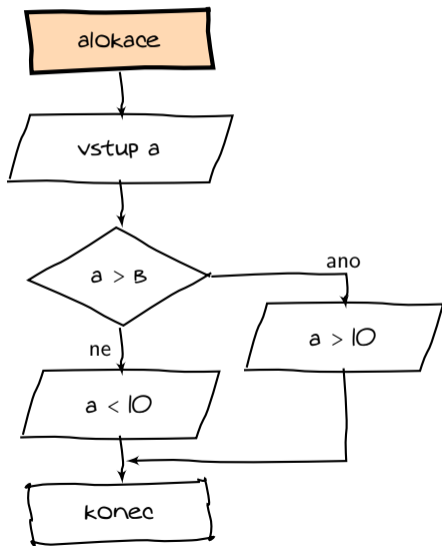 alokace
vstup a
a > B
ano
a > 10
ne
a < 10
konec